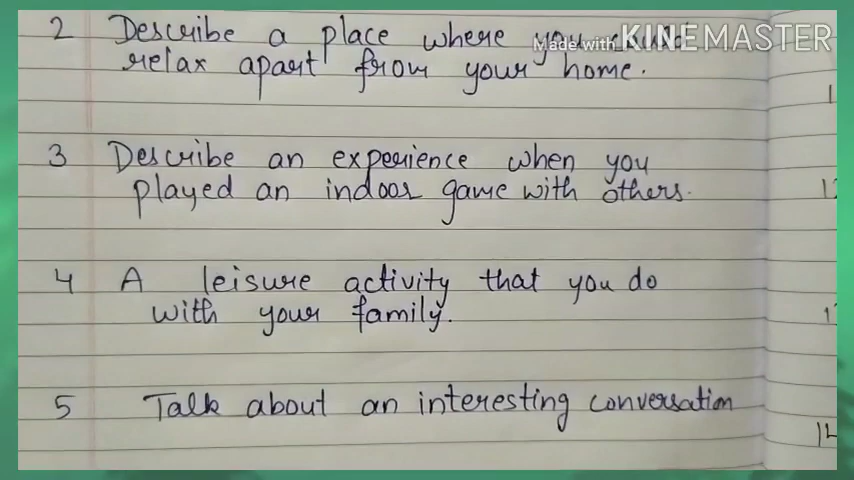 2 Describe a place where you
Made with KINEMASTER
relax apart from your home.
3 Describe an experience when you
played an indoor game with others.
4 A leisure activity that you do
with your family.
5 Talk about an interesting conversation
14